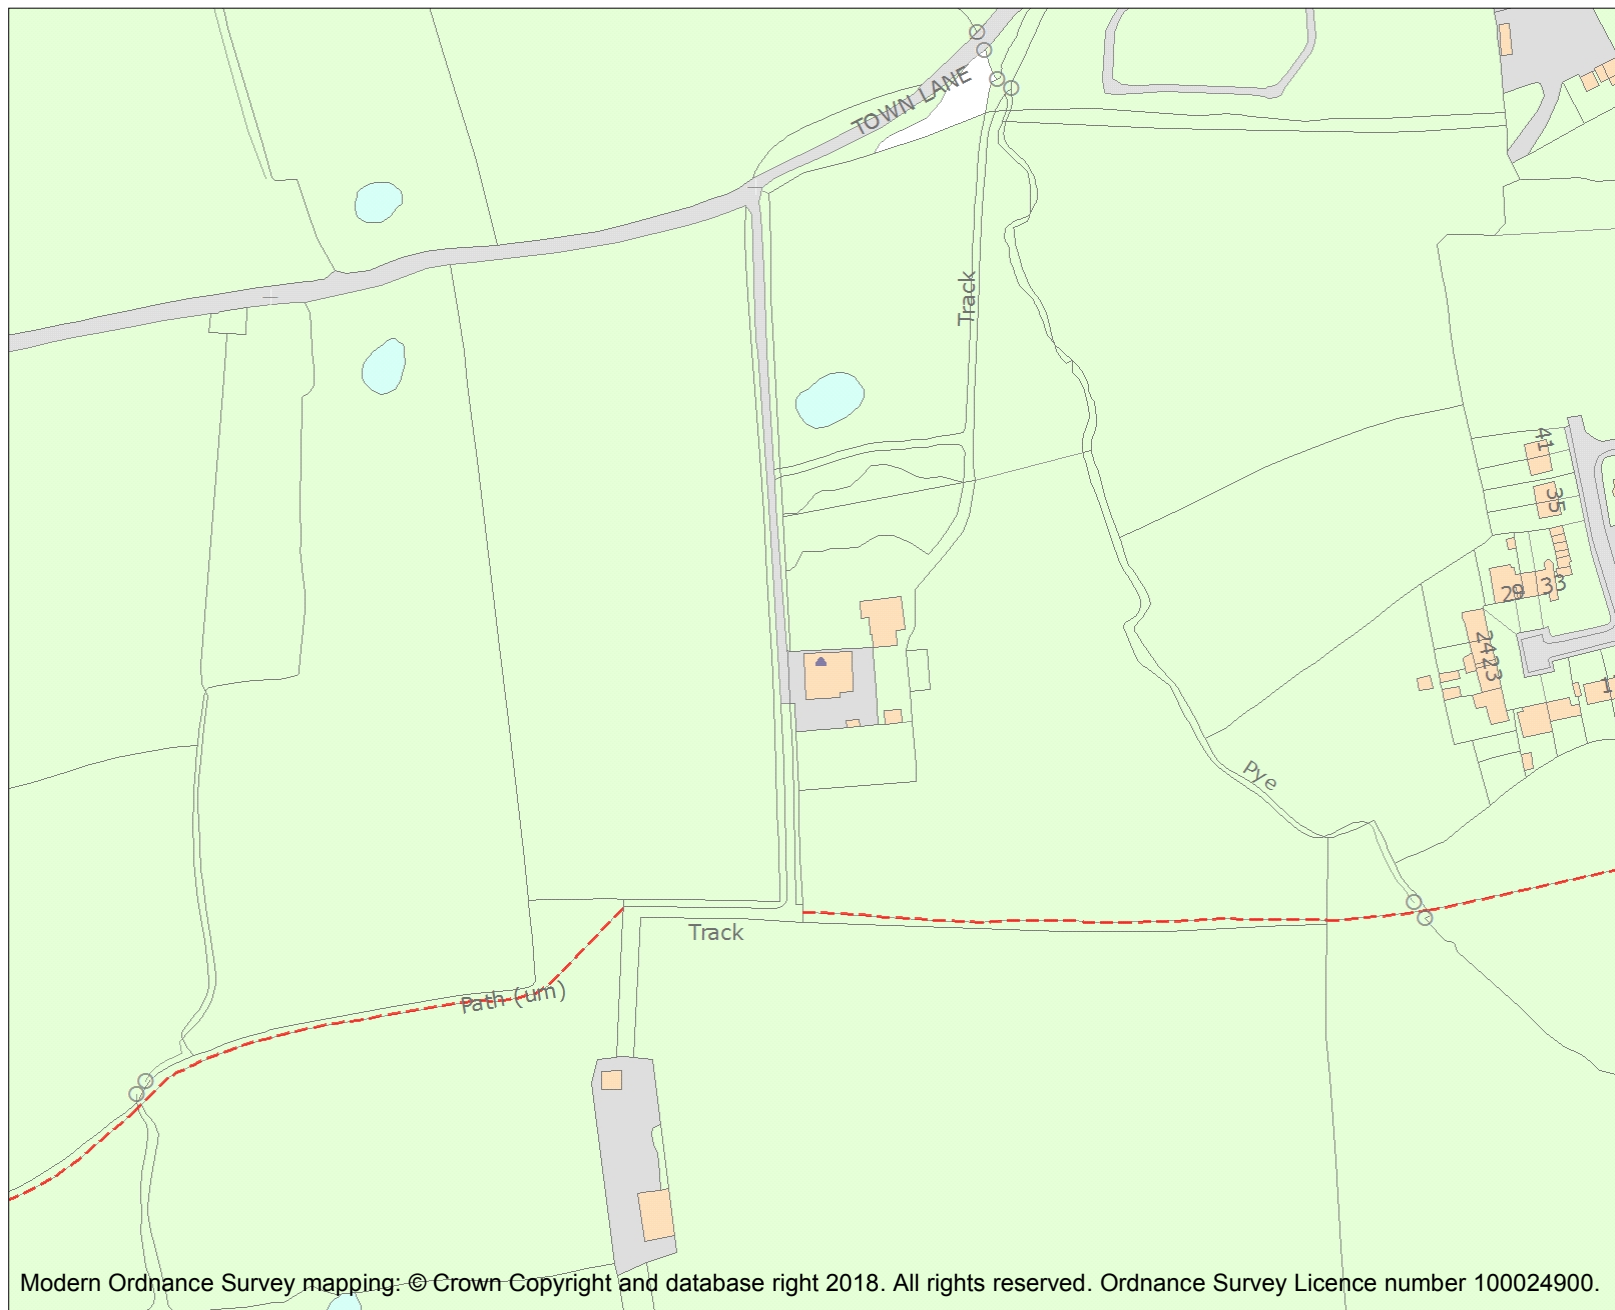 TOWN LANE
Track
41
35
29
33
24
23
1
Pye
Track
Path (um)
Modern Ordnance Survey mapping: © Crown Copyright and database right 2018. All rights reserved. Ordnance Survey Licence number 100024900.